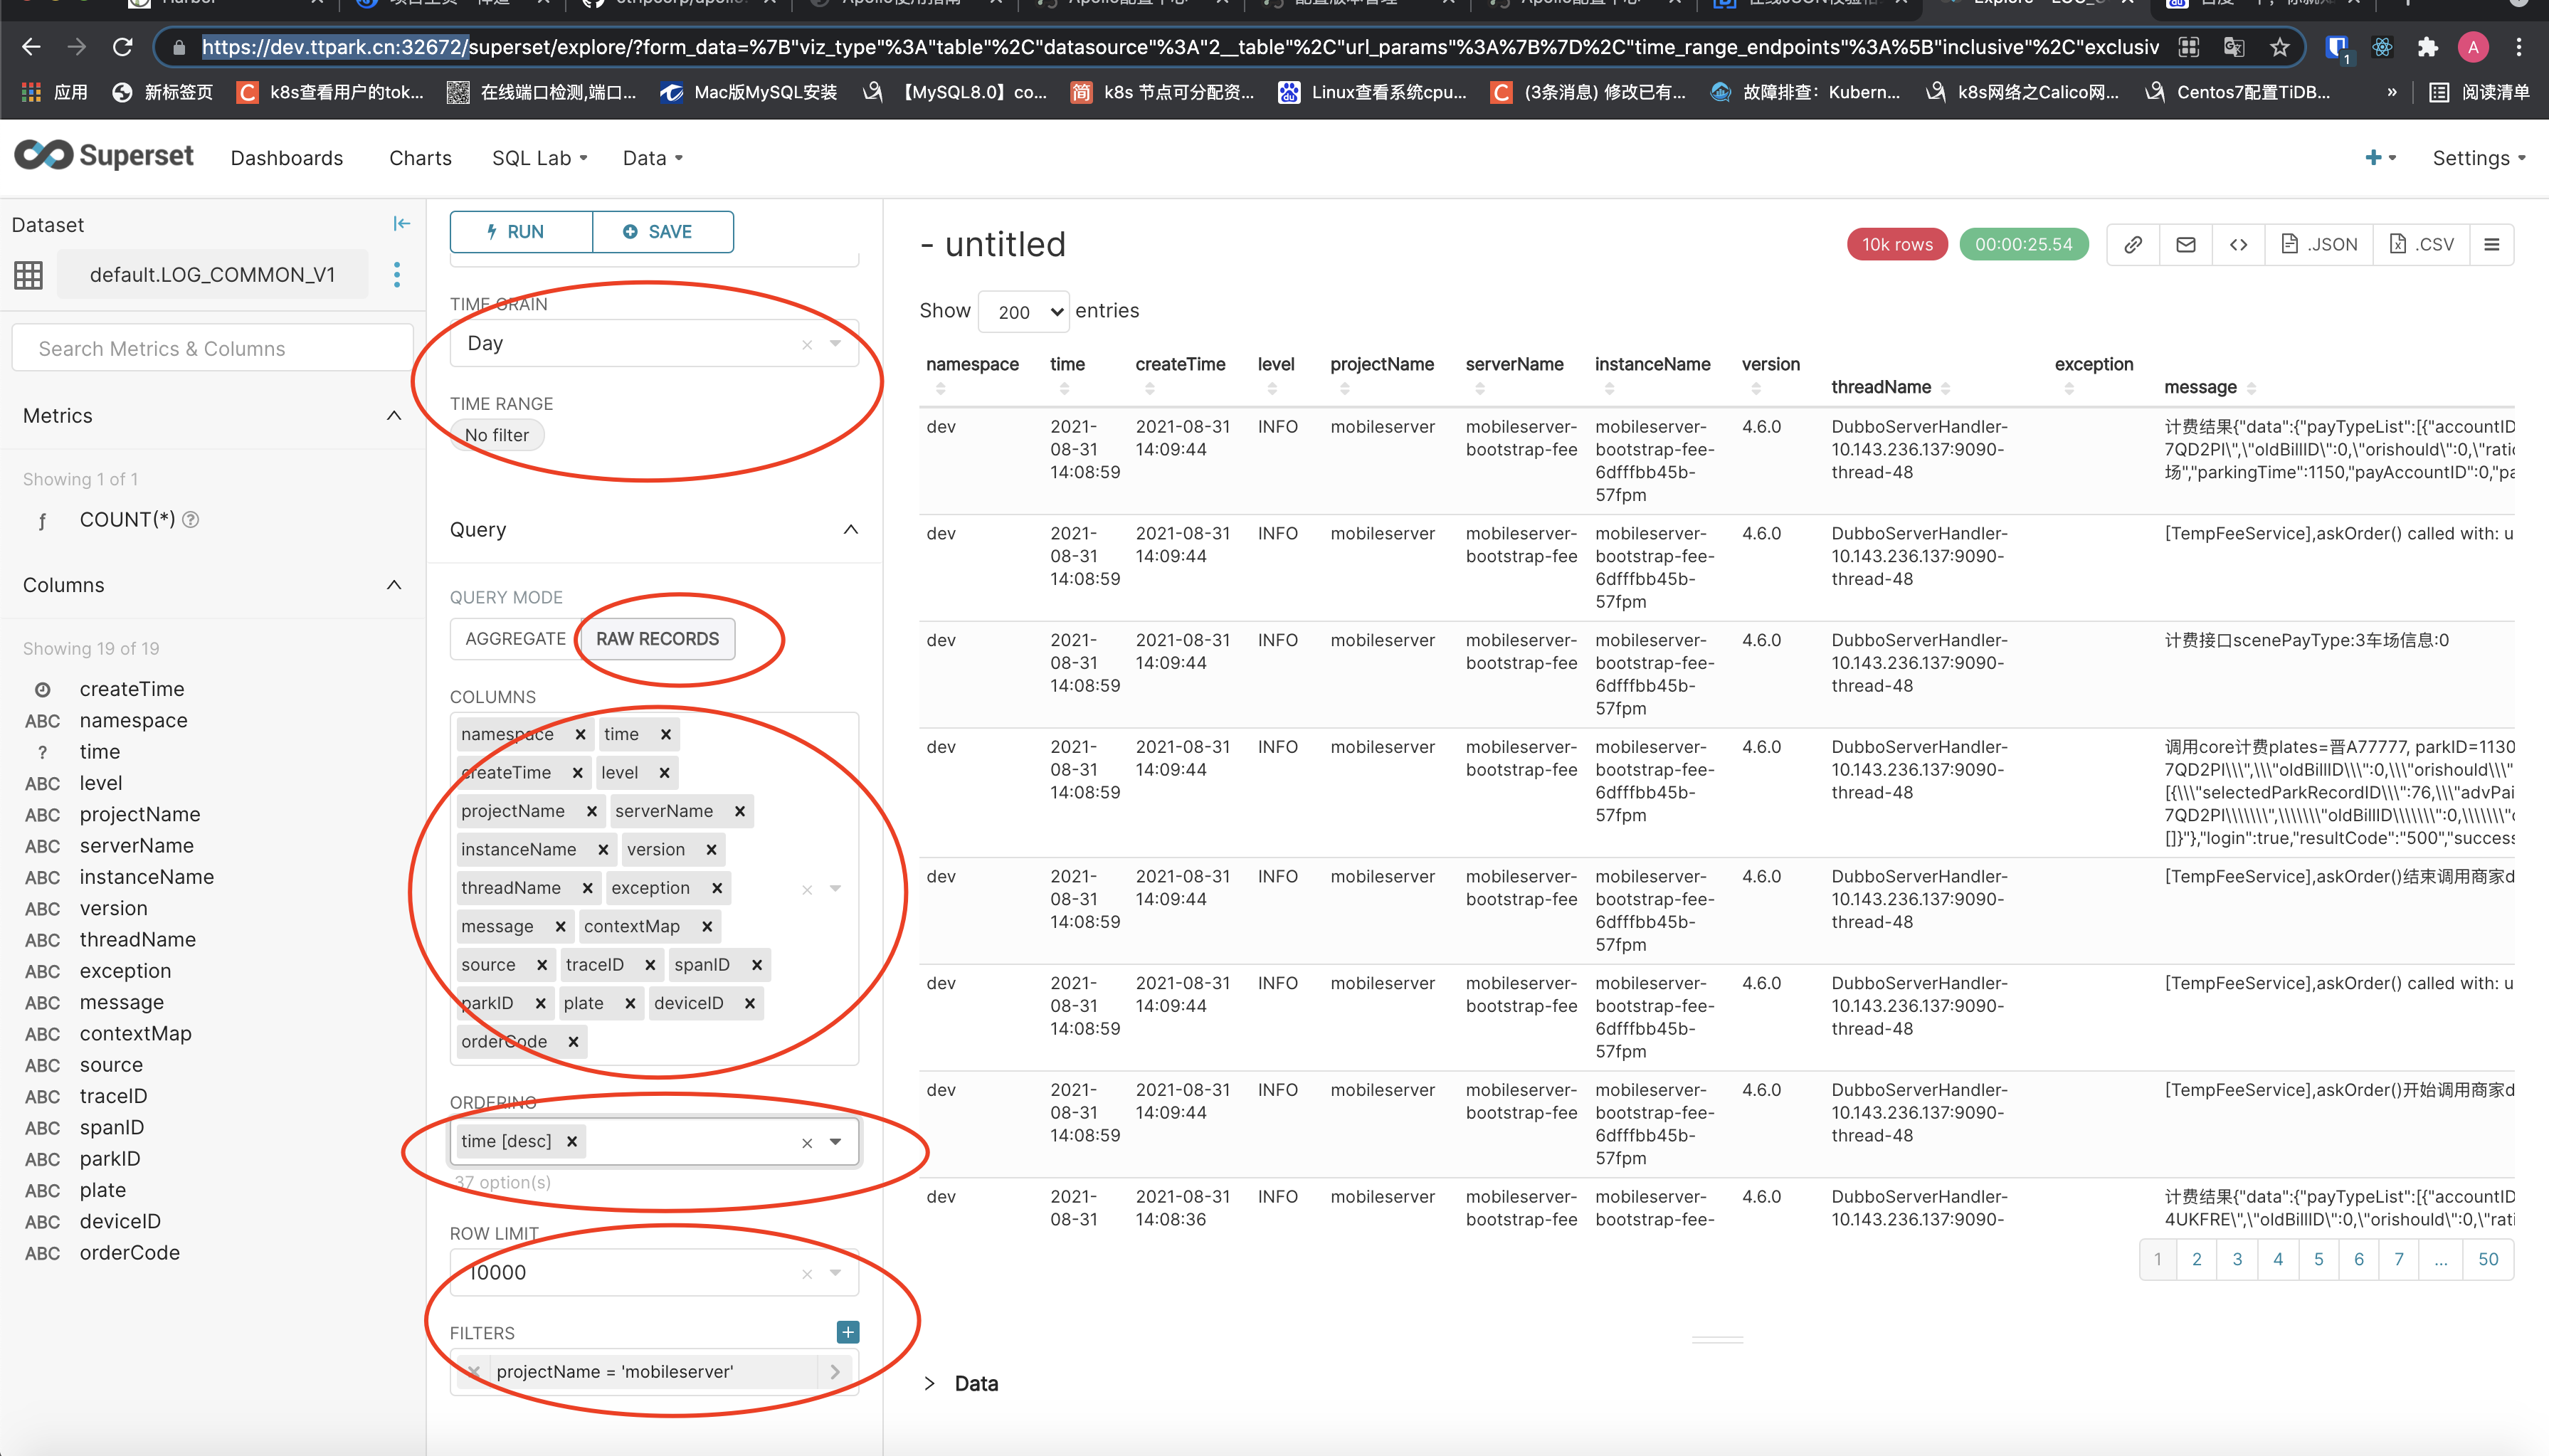 https://dev.ttpark.cn:32672/superset/explore/?form_data=%7B"viz_type"%3A"table"%2C"datasource"%3A"2__table"%2C"url_params"%3A%7B%7D%2C"time_range_endpoints"%3A%5B"inclusive"%2C"exclusiv
A
1
应用
新标签页
k8s查看用户的tok...
在线端口检测,端口...
Mac版MySQL安装
【MySQL8.0】co...
k8s 节点可分配资...
Linux查看系统cpu...
(3条消息) 修改已有...
故障排查：Kubern...
k8s网络之Calico网...
Centos7配置TiDB...
»
阅读清单
Superset
Dashboards
Charts
SQL Lab
Data
Settings
Dataset
default.LOG_COMMON_V1
Search Metrics & Columns
Metrics
Showing 1 of 1
ƒ COUNT(*)
Columns
Showing 19 of 19
createTime
ABC namespace
? time
ABC level
ABC projectName
ABC serverName
ABC instanceName
ABC version
ABC threadName
ABC exception
ABC message
ABC contextMap
ABC source
ABC traceID
ABC spanID
ABC parkID
ABC plate
ABC deviceID
ABC orderCode
RUN
SAVE
TIME GRAIN
Day
TIME RANGE
No filter
Query
QUERY MODE
AGGREGATE
RAW RECORDS
COLUMNS
namespace × time ×
createTime × level ×
projectName × serverName ×
instanceName × version ×
threadName × exception ×
message × contextMap ×
source × traceID × spanID ×
parkID × plate × deviceID ×
orderCode ×
ORDERING
time [desc] ×
37 option(s)
ROW LIMIT
10000
FILTERS
projectName = 'mobileserver'
- untitled
10k rows
00:00:25.54
.JSON
.CSV
Show 200 entries
namespace time createTime level projectName serverName instanceName version threadName exception message
dev
2021-
08-31
14:08:59
2021-08-31
14:09:44
INFO
mobileserver
mobileserver-
bootstrap-fee
mobileserver-
bootstrap-fee-
6dfffbb45b-
57fpm
4.6.0
DubboServerHandler-
10.143.236.137:9090-
thread-48
计费结果{"data":{"payTypeList":[{"accountID
7QD2PI\",\"oldBillID\":0,\"orishould\":0,\"ratio
场","parkingTime":1150,"payAccountID":0,"pa
dev
2021-
08-31
14:08:59
2021-08-31
14:09:44
INFO
mobileserver
mobileserver-
bootstrap-fee
mobileserver-
bootstrap-fee-
6dfffbb45b-
57fpm
4.6.0
DubboServerHandler-
10.143.236.137:9090-
thread-48
[TempFeeService],askOrder() called with: u
dev
2021-
08-31
14:08:59
2021-08-31
14:09:44
INFO
mobileserver
mobileserver-
bootstrap-fee
mobileserver-
bootstrap-fee-
6dfffbb45b-
57fpm
4.6.0
DubboServerHandler-
10.143.236.137:9090-
thread-48
计费接口scenePayType:3车场信息:0
dev
2021-
08-31
14:08:59
2021-08-31
14:09:44
INFO
mobileserver
mobileserver-
bootstrap-fee
mobileserver-
bootstrap-fee-
6dfffbb45b-
57fpm
4.6.0
DubboServerHandler-
10.143.236.137:9090-
thread-48
调用core计费plates=晋A77777, parkID=1130
7QD2PI\\\",\\\"oldBillID\\\":0,\\\"orishould\\\"
[{\\\"selectedParkRecordID\\\":76,\\\"advPai
7QD2PI\\\\\\\",\\\\\\\"oldBillID\\\\\\\":0,\\\\\\\"
[]}"},"login":true,"resultCode":"500","success
dev
2021-
08-31
14:08:59
2021-08-31
14:09:44
INFO
mobileserver
mobileserver-
bootstrap-fee
mobileserver-
bootstrap-fee-
6dfffbb45b-
57fpm
4.6.0
DubboServerHandler-
10.143.236.137:9090-
thread-48
[TempFeeService],askOrder()结束调用商家d
dev
2021-
08-31
14:08:59
2021-08-31
14:09:44
INFO
mobileserver
mobileserver-
bootstrap-fee
mobileserver-
bootstrap-fee-
6dfffbb45b-
57fpm
4.6.0
DubboServerHandler-
10.143.236.137:9090-
thread-48
[TempFeeService],askOrder() called with: u
dev
2021-
08-31
14:08:59
2021-08-31
14:09:44
INFO
mobileserver
mobileserver-
bootstrap-fee
mobileserver-
bootstrap-fee-
6dfffbb45b-
57fpm
4.6.0
DubboServerHandler-
10.143.236.137:9090-
thread-48
[TempFeeService],askOrder()开始调用商家d
dev
2021-
08-31
2021-08-31
14:08:36
INFO
mobileserver
mobileserver-
bootstrap-fee
mobileserver-
bootstrap-fee-
4.6.0
DubboServerHandler-
10.143.236.137:9090-
计费结果{"data":{"payTypeList":[{"accountID
4UKFRE\",\"oldBillID\":0,\"orishould\":0,\"rati
1 2 3 4 5 6 7 ... 50
Data